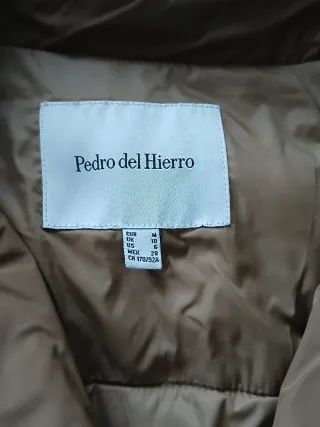 Pedro del Hierro
EUR M
UK 10
US 6
MEX 28
CN 170/92A